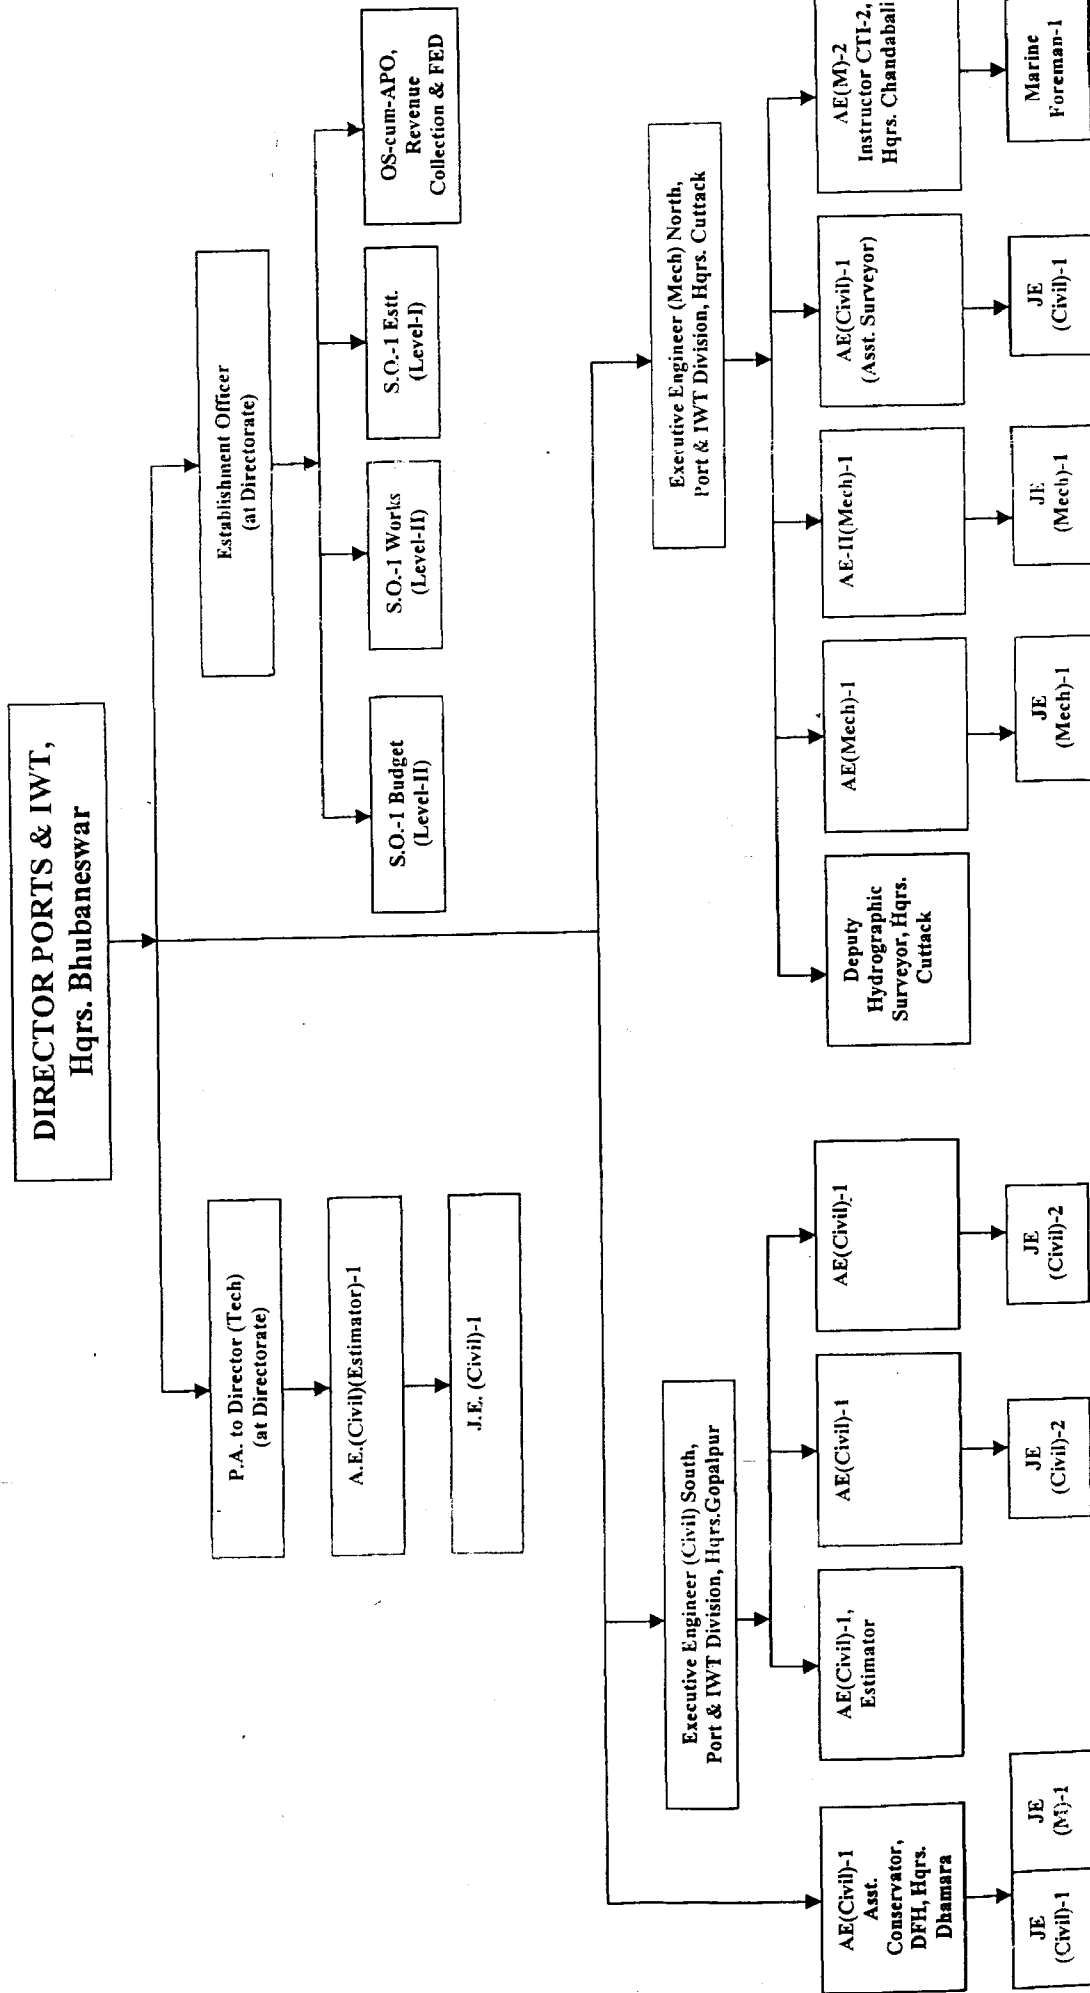 DIRECTOR PORTS & IWT,
Hqrs. Bhubaneswar
P.A. to Director (Tech)
(at Directorate)
A.E.(Civil)(Estimator)-1
J.E. (Civil)-1
Establishment Officer
(at Directorate)
S.O.-1 Budget
(Level-II)
S.O.-1 Works
(Level-II)
S.O.-1 Estt.
(Level-I)
OS-cum-APO,
Revenue
Collection & FED
Executive Engineer (Civil) South,
Port & IWT Division, Hqrs.Gopalpur
Executive Engineer (Mech) North,
Port & IWT Division, Hqrs. Cuttack
AE(Civil)-1
Asst.
Conservator,
DFH, Hqrs.
Dhamara
AE(Civil)-1,
Estimator
AE(Civil)-1
AE(Civil)-1
Deputy
Hydrographic
Surveyor, Hqrs.
Cuttack
AE(Mech)-1
AE-II(Mech)-1
AE(Civil)-1
(Asst. Surveyor)
AE(M)-2
Instructor CTI-2,
Hqrs. Chandabali
JE
(Civil)-1
JE
(M)-1
JE
(Civil)-2
JE
(Civil)-2
JE
(Mech)-1
JE
(Mech)-1
JE
(Civil)-1
Marine
Foreman-1